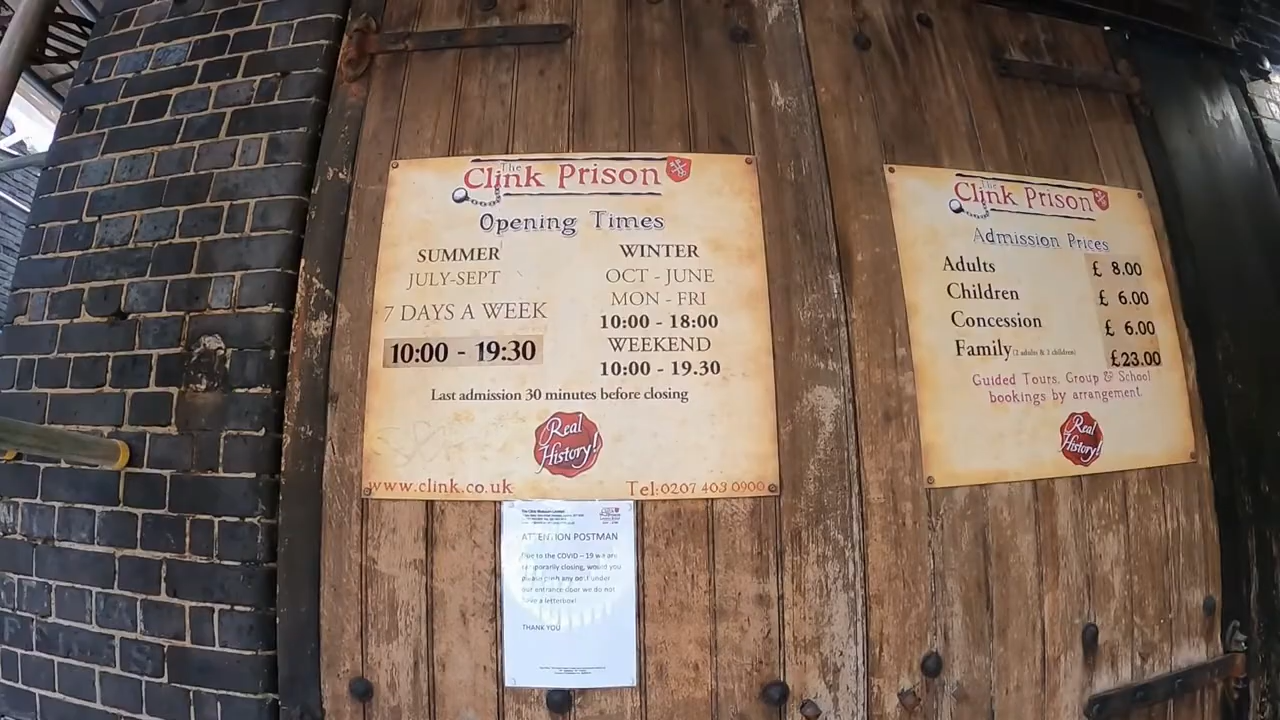 The
Clink Prison
Opening Times
SUMMER
JULY-SEPT
7 DAYS A WEEK
10:00 - 19:30
WINTER
OCT - JUNE
MON - FRI
10:00 - 18:00
WEEKEND
10:00 - 19.30
Last admission 30 minutes before closing
Real
History!
www.clink.co.uk
Tel:0207 403 0900
The
Clink Prison
Admission Prices
Adults £ 8.00
Children £ 6.00
Concession £ 6.00
Family (2 adults & 2 children) £23.00
Guided Tours, Group & School
bookings by arrangement
Real
History!
ATTENTION POSTMAN
Due to the COVID – 19 we are
temporarily closing, would you
please push any post under
our entrance door we do not
have a letterbox!
THANK YOU